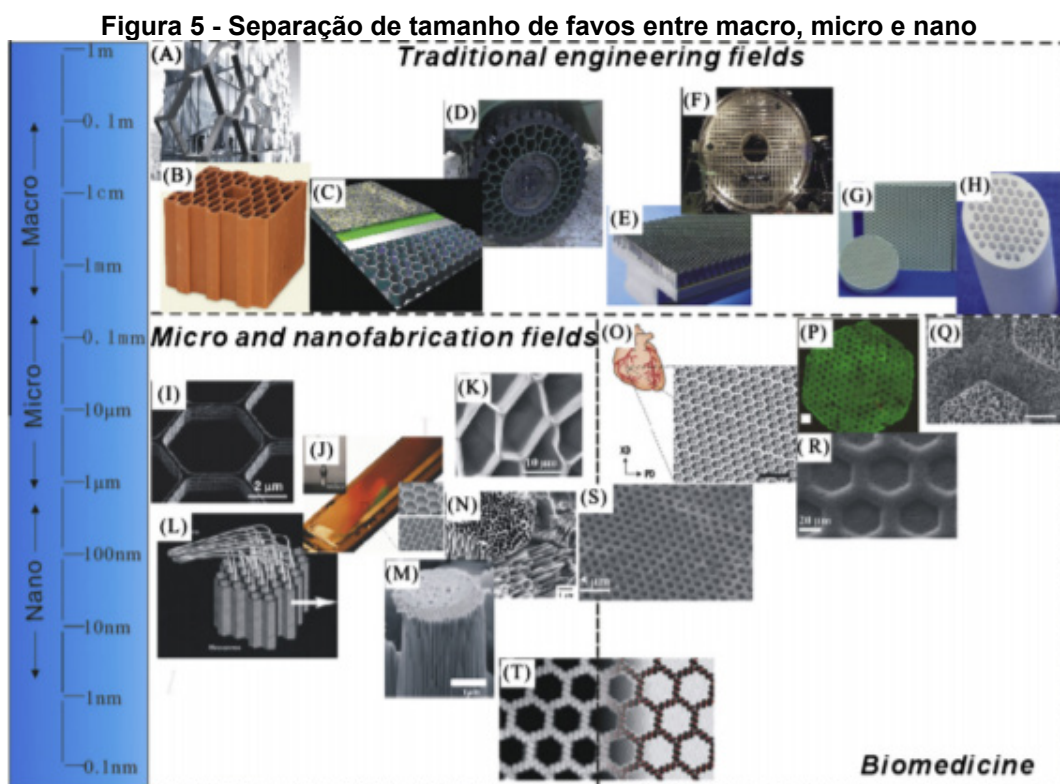 Figura 5 - Separação de tamanho de favos entre macro, micro e nano
1m
0.1m
1cm
1mm
0.1mm
10μm
1μm
100nm
10nm
1nm
0.1nm
Macro
Micro
Nano
Traditional engineering fields
(A)
(B)
(C)
(D)
(E)
(F)
(G)
(H)
Micro and nanofabrication fields
(I)
2 μm
(J)
(K)
10 μm
(L)
(M)
(N)
(O)
XD
PD
(P)
(Q)
(R)
20 μm
(S)
(T)
Biomedicine